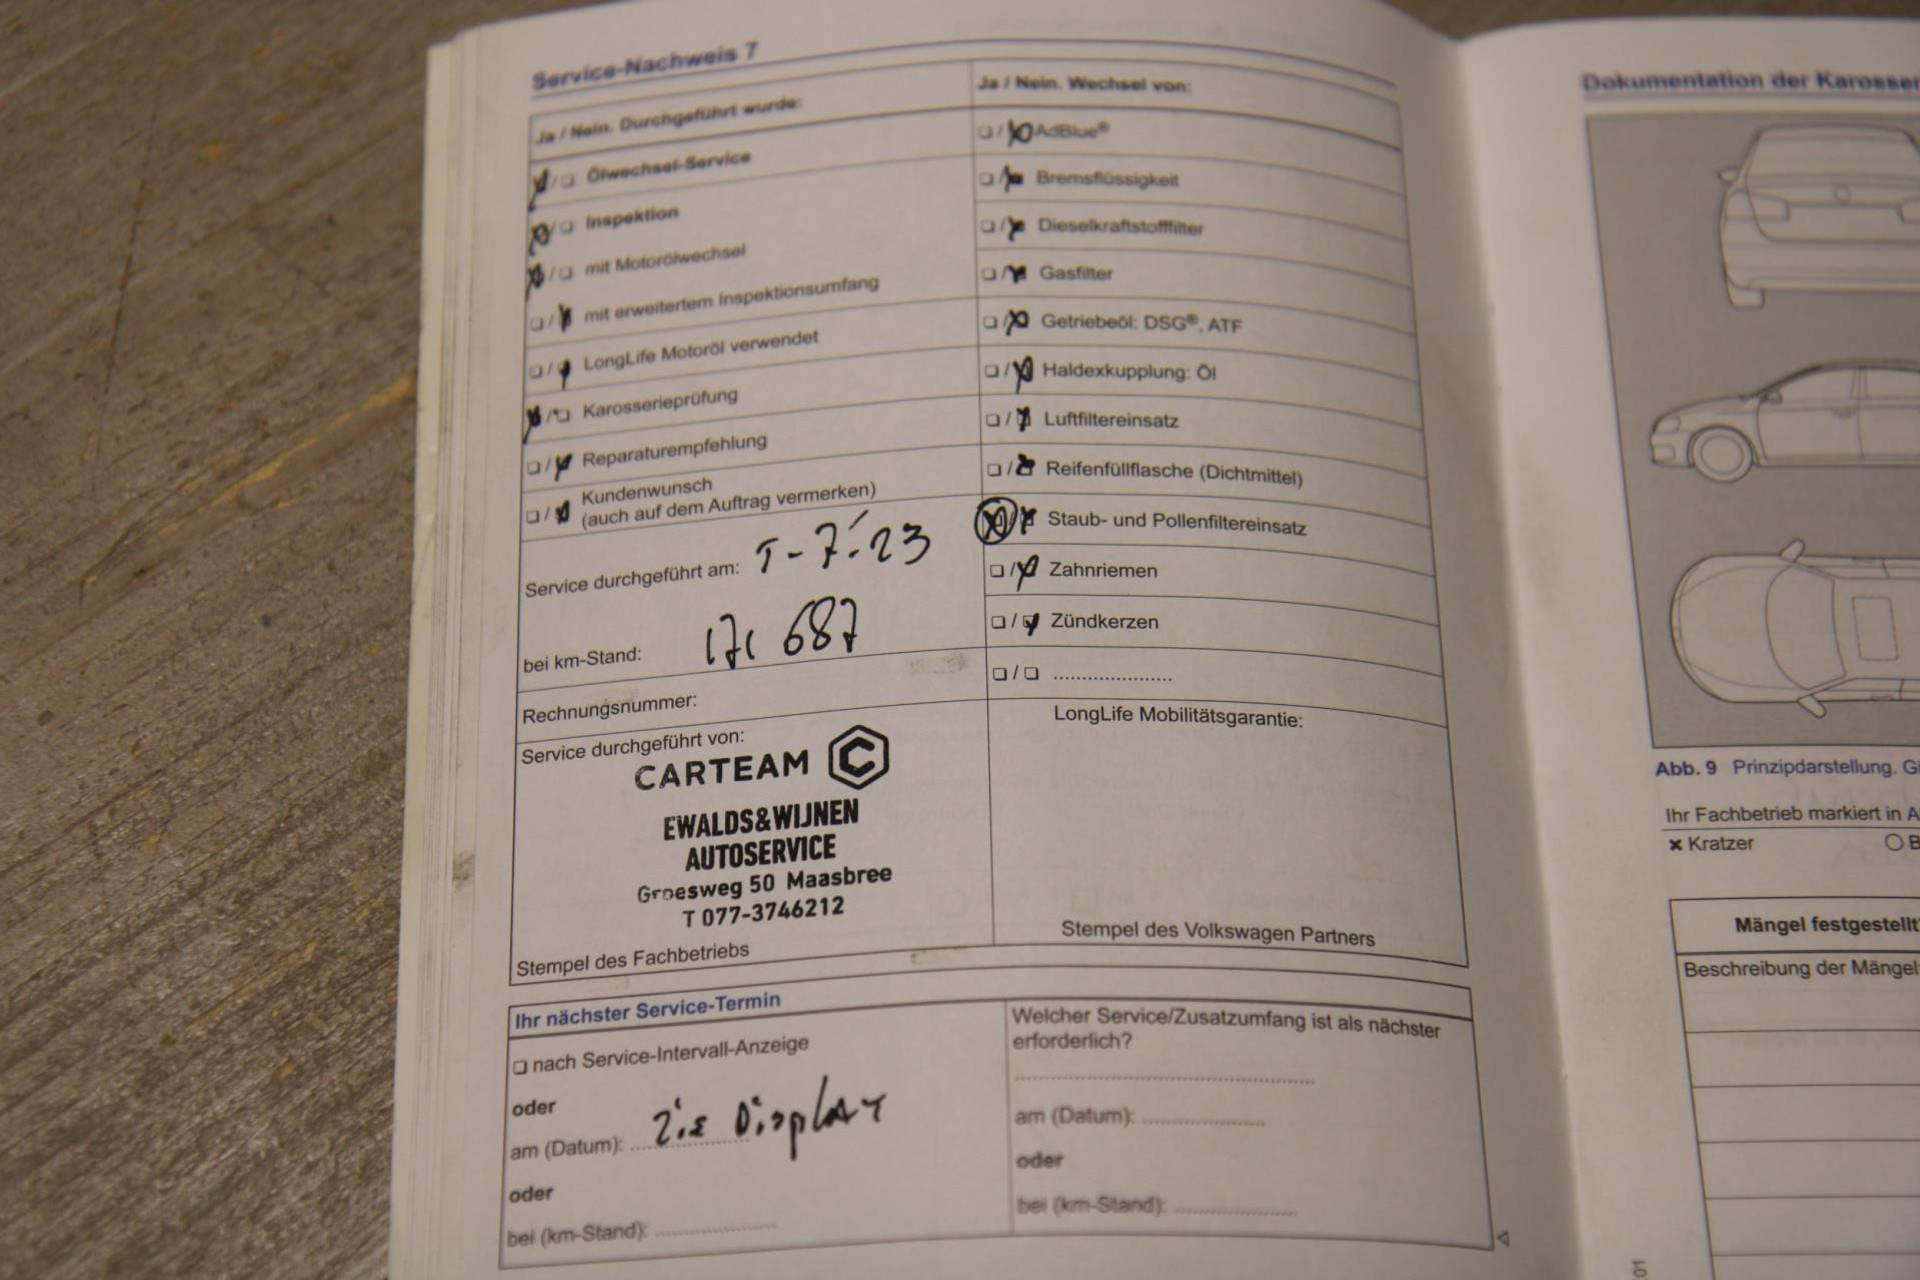 Service-Nachweis 7
Ja / Nein. Durchgeführt wurde:
Ölwechsel-Service
Inspektion
mit Motorölwechsel
mit erweitertem Inspektionsumfang
LongLife Motoröl verwendet
Karosserieprüfung
Reparaturempfehlung
Kundenwunsch
(auch auf dem Auftrag vermerken)
Service durchgeführt am:
bei km-Stand: 171 687
Rechnungsnummer:
Service durchgeführt von:
CARTEAM
EWALDS&WIJNEN
AUTOSERVICE
Groesweg 50 Maasbree
T 077-3746212
Stempel des Fachbetriebs
Ja / Nein. Wechsel von:
AdBlue®
Bremsflüssigkeit
Dieselkraftstofffilter
Gasfilter
Getriebeöl: DSG®, ATF
Haldexkupplung: Öl
Luftfiltereinsatz
Reifenfüllflasche (Dichtmittel)
Staub- und Pollenfiltereinsatz
Zahnriemen
Zündkerzen
....................
LongLife Mobilitätsgarantie:
Stempel des Volkswagen Partners
Ihr nächster Service-Termin
nach Service-Intervall-Anzeige
oder
am (Datum): zie Display
oder
bei (km-Stand): ....................
Welcher Service/Zusatzumfang ist als nächster
erforderlich?
am (Datum): ....................
oder
bei (km-Stand): ....................
Dokumentation der
Abb. 9 Prinzipdarstellung.
Ihr Fachbetrieb markiert in
× Kratzer
Mängel festgestellt
Beschreibung der Mängel